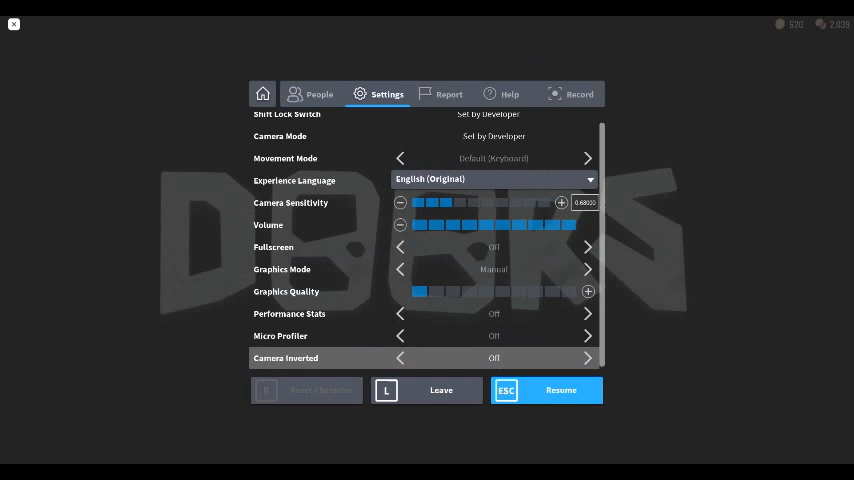 620 2,039
People Settings Report Help Record
Shift Lock Switch Set by Developer
Camera Mode Set by Developer
Movement Mode Default (Keyboard)
Experience Language English (Original)
Camera Sensitivity 0.68000
Volume
Fullscreen Off
Graphics Mode Manual
Graphics Quality
Performance Stats Off
Micro Profiler Off
Camera Inverted Off
R Reset Character L Leave ESC Resume